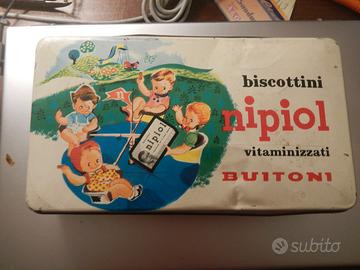 biscottini
nipiol
vitaminizzati
BUITONI
nipiol
subito